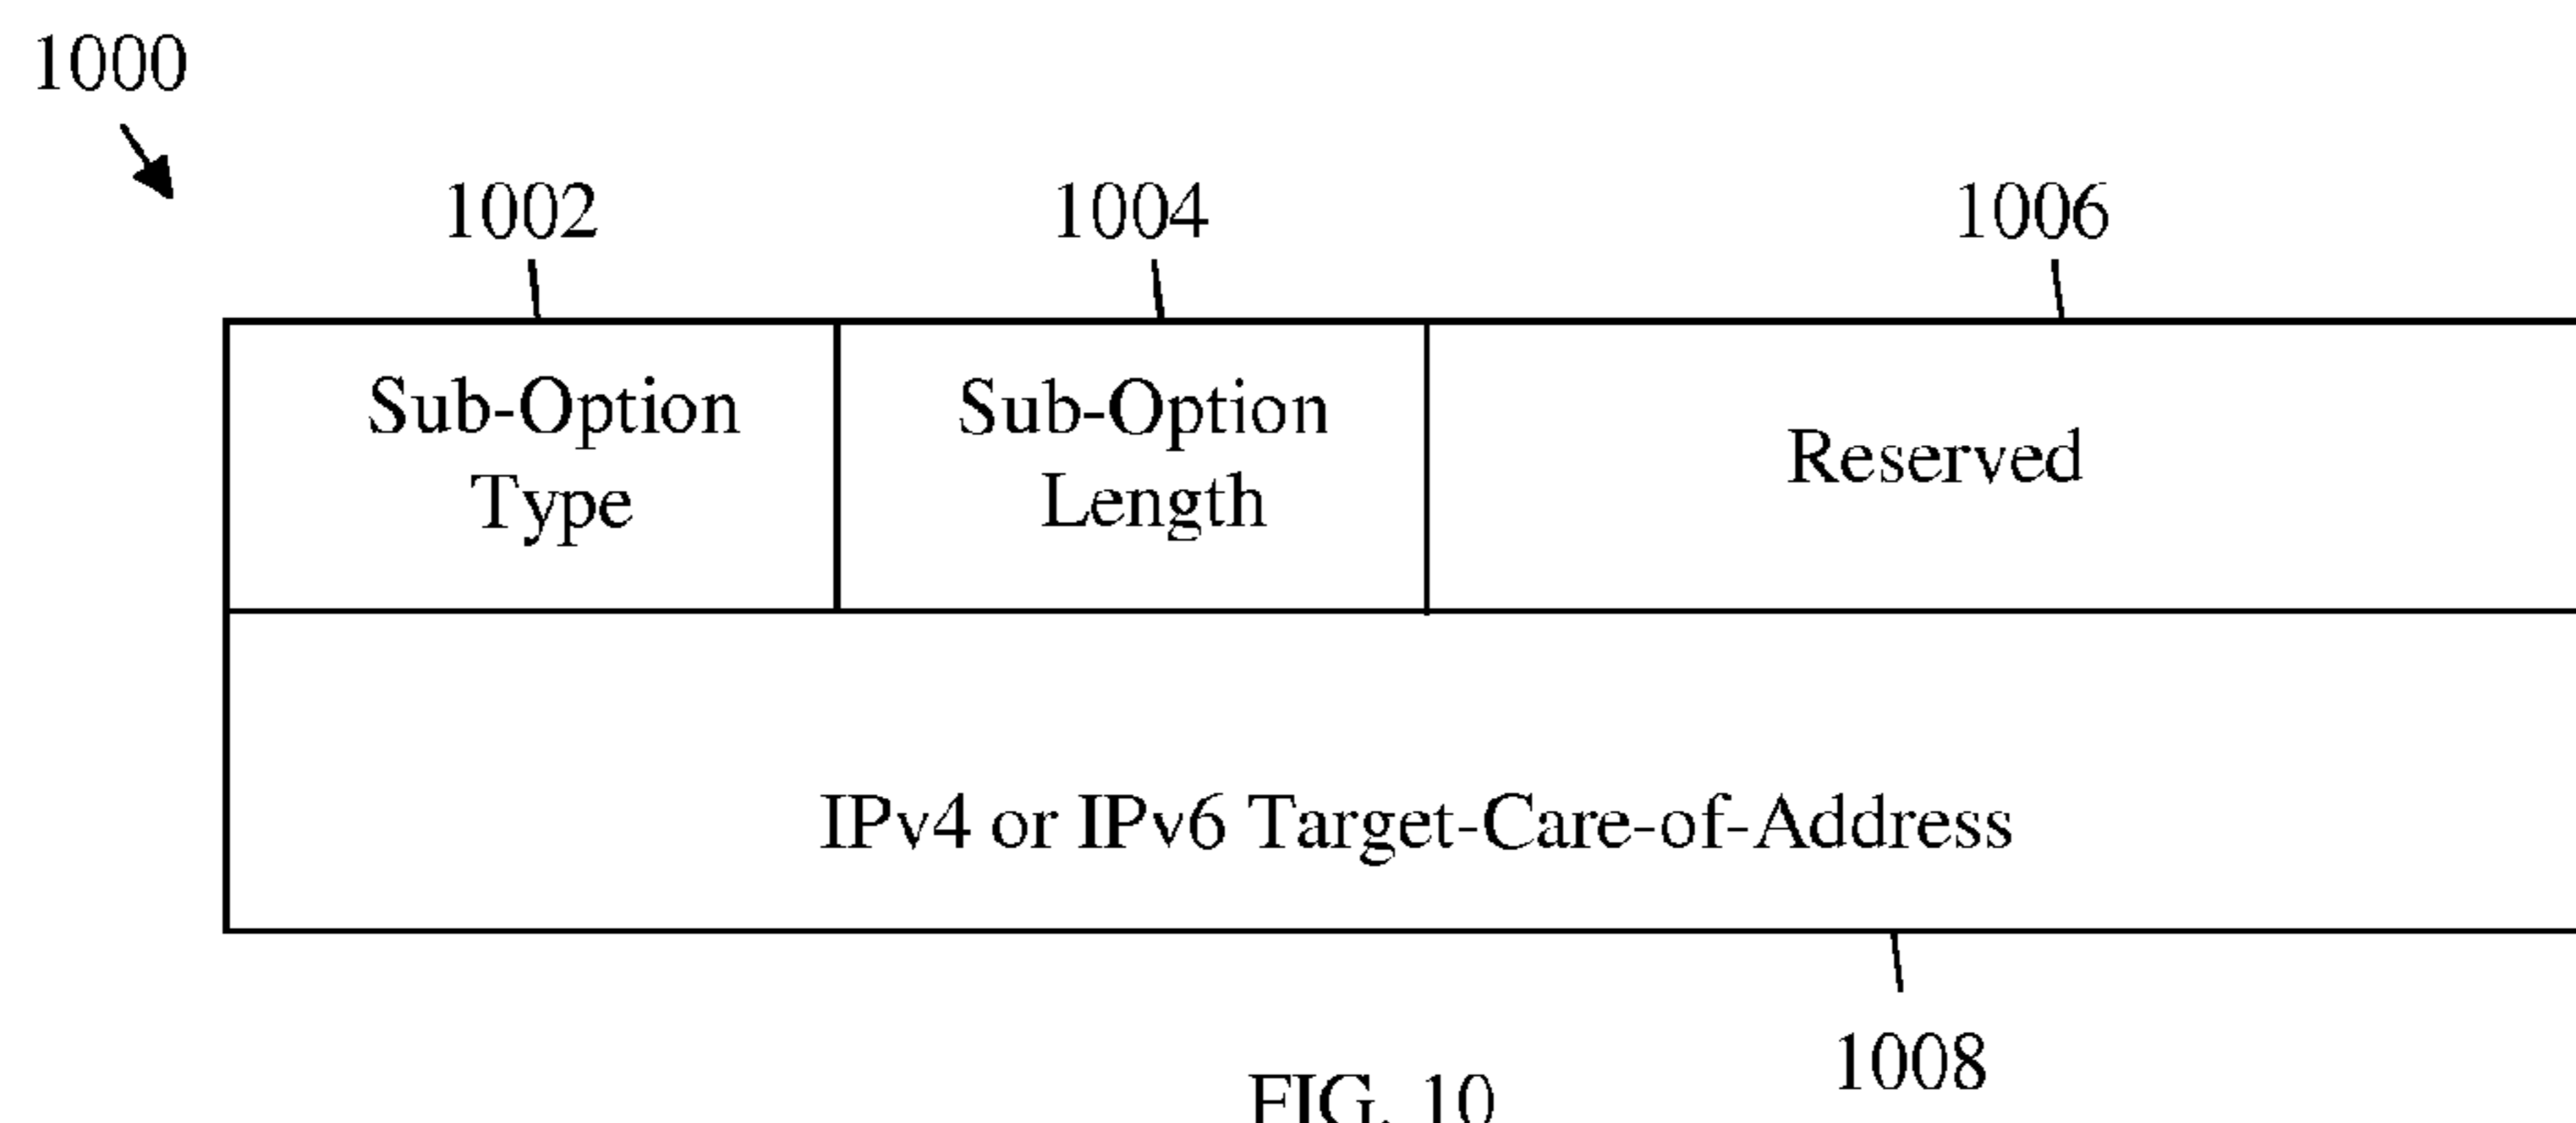 1000
1002 1004 1006
Sub-Option Type
Sub-Option Length
Reserved
IPv4 or IPv6 Target-Care-of-Address
1008
FIG. 10